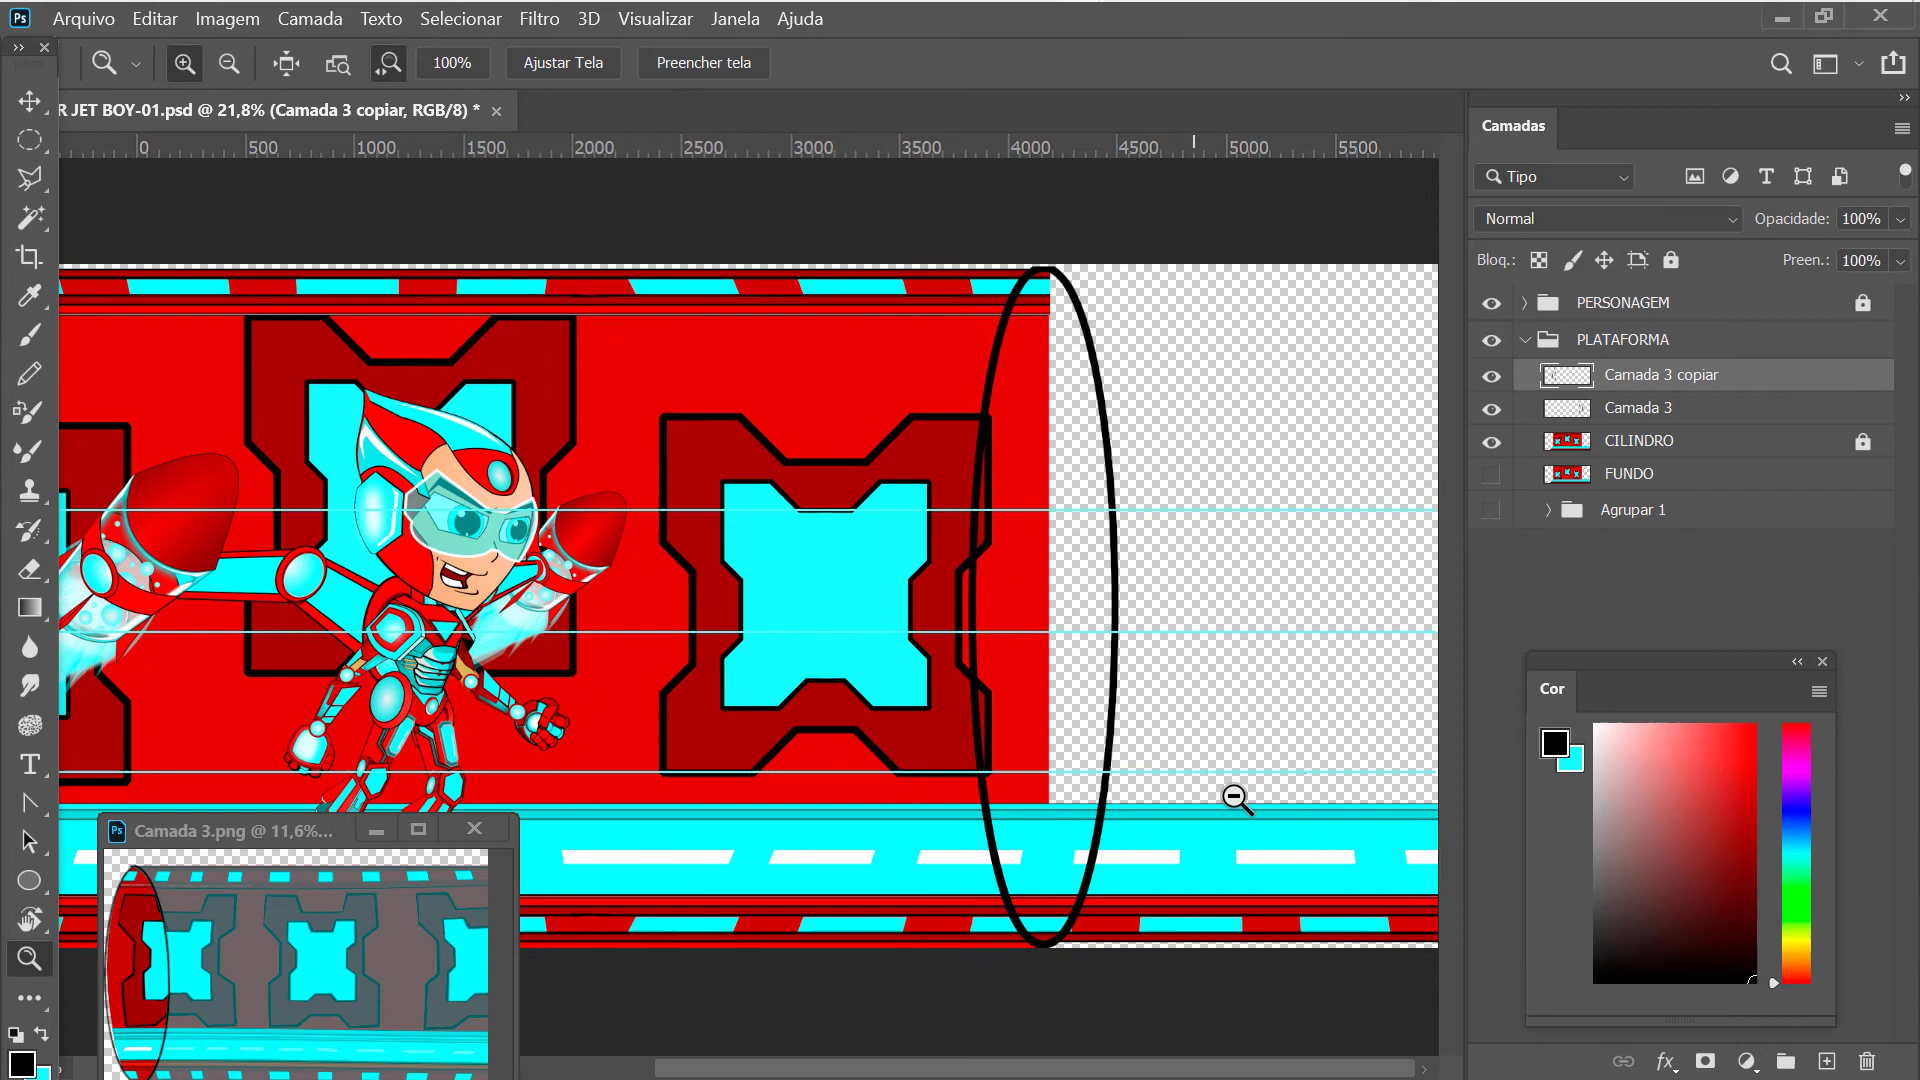 Ps Arquivo Editar Imagem Camada Texto Selecionar Filtro 3D Visualizar Janela Ajuda
100% Ajustar Tela Preencher tela
R JET BOY-01.psd @ 21,8% (Camada 3 copiar, RGB/8) *
0 500 1000 1500 2000 2500 3000 3500 4000 4500 5000 5500
Camadas
Tipo
Normal Opacidade: 100%
Bloq.: Preen.: 100%
PERSONAGEM
PLATAFORMA
Camada 3 copiar
Camada 3
CILINDRO
FUNDO
Agrupar 1
Cor
Ps Camada 3.png @ 11,6%...
fx